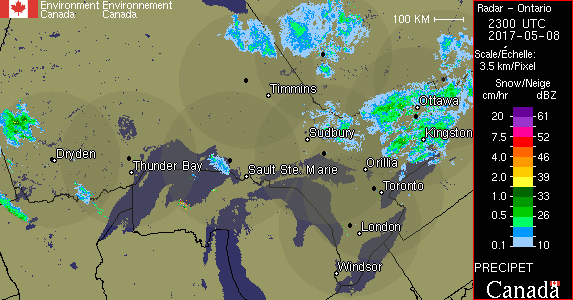 Environment Environnement
Canada Canada
100 KM
Timmins
Ottawa
Sudbury
Kingston
Dryden
Thunder Bay
Sault Ste. Marie
Orillia
Toronto
London
Windsor
Radar – Ontario
2300 UTC
2017-05-08
Scale/Échelle:
3.5 km/Pixel
Snow/Neige
cm/hr dBZ
20 61
7.5 57
5.0 52
4.0 46
2.0 39
1.0 33
0.5 26
0.1 10
PRECIPET
Canada